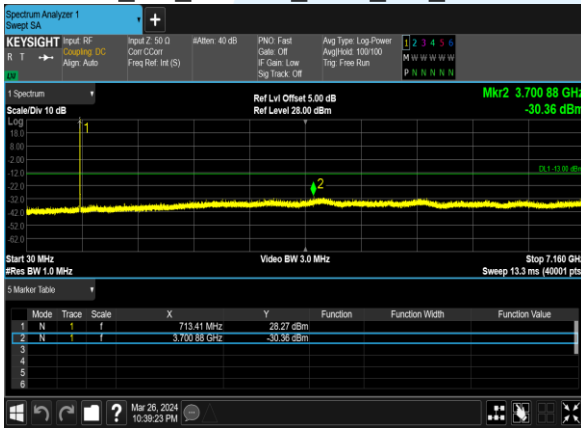 Spectrum Analyzer 1
Swept SA
KEYSIGHT Input: RF Input Z: 50 Ω #Atten: 40 dB PNO: Fast Avg Type: Log-Power 1 2 3 4 5 6
R T Coupling: DC Corr CCorr Gate: Off Avg|Hold: 100/100 M W W W W W
Align: Auto Freq Ref: Int (S) IF Gain: Low Trig: Free Run
Sig Track: Off P N N N N N
1 Spectrum Ref Lvl Offset 5.00 dB Mkr2 3.700 88 GHz
Scale/Div 10 dB Ref Level 28.00 dBm -30.36 dBm
Log
18.0
8.00
-2.00
-12.0
-22.0
-32.0
-42.0
-52.0
-62.0
1
2
DL1 -13.00 dBm
Start 30 MHz Video BW 3.0 MHz Stop 7.160 GHz
#Res BW 1.0 MHz Sweep 13.3 ms (40001 pts
5 Marker Table
Mode Trace Scale X Y Function Function Width Function Value
1 N 1 f 713.41 MHz 28.27 dBm
2 N 1 f 3.700 88 GHz -30.36 dBm
3
4
5
6
? Mar 26, 2024
10:39:23 PM